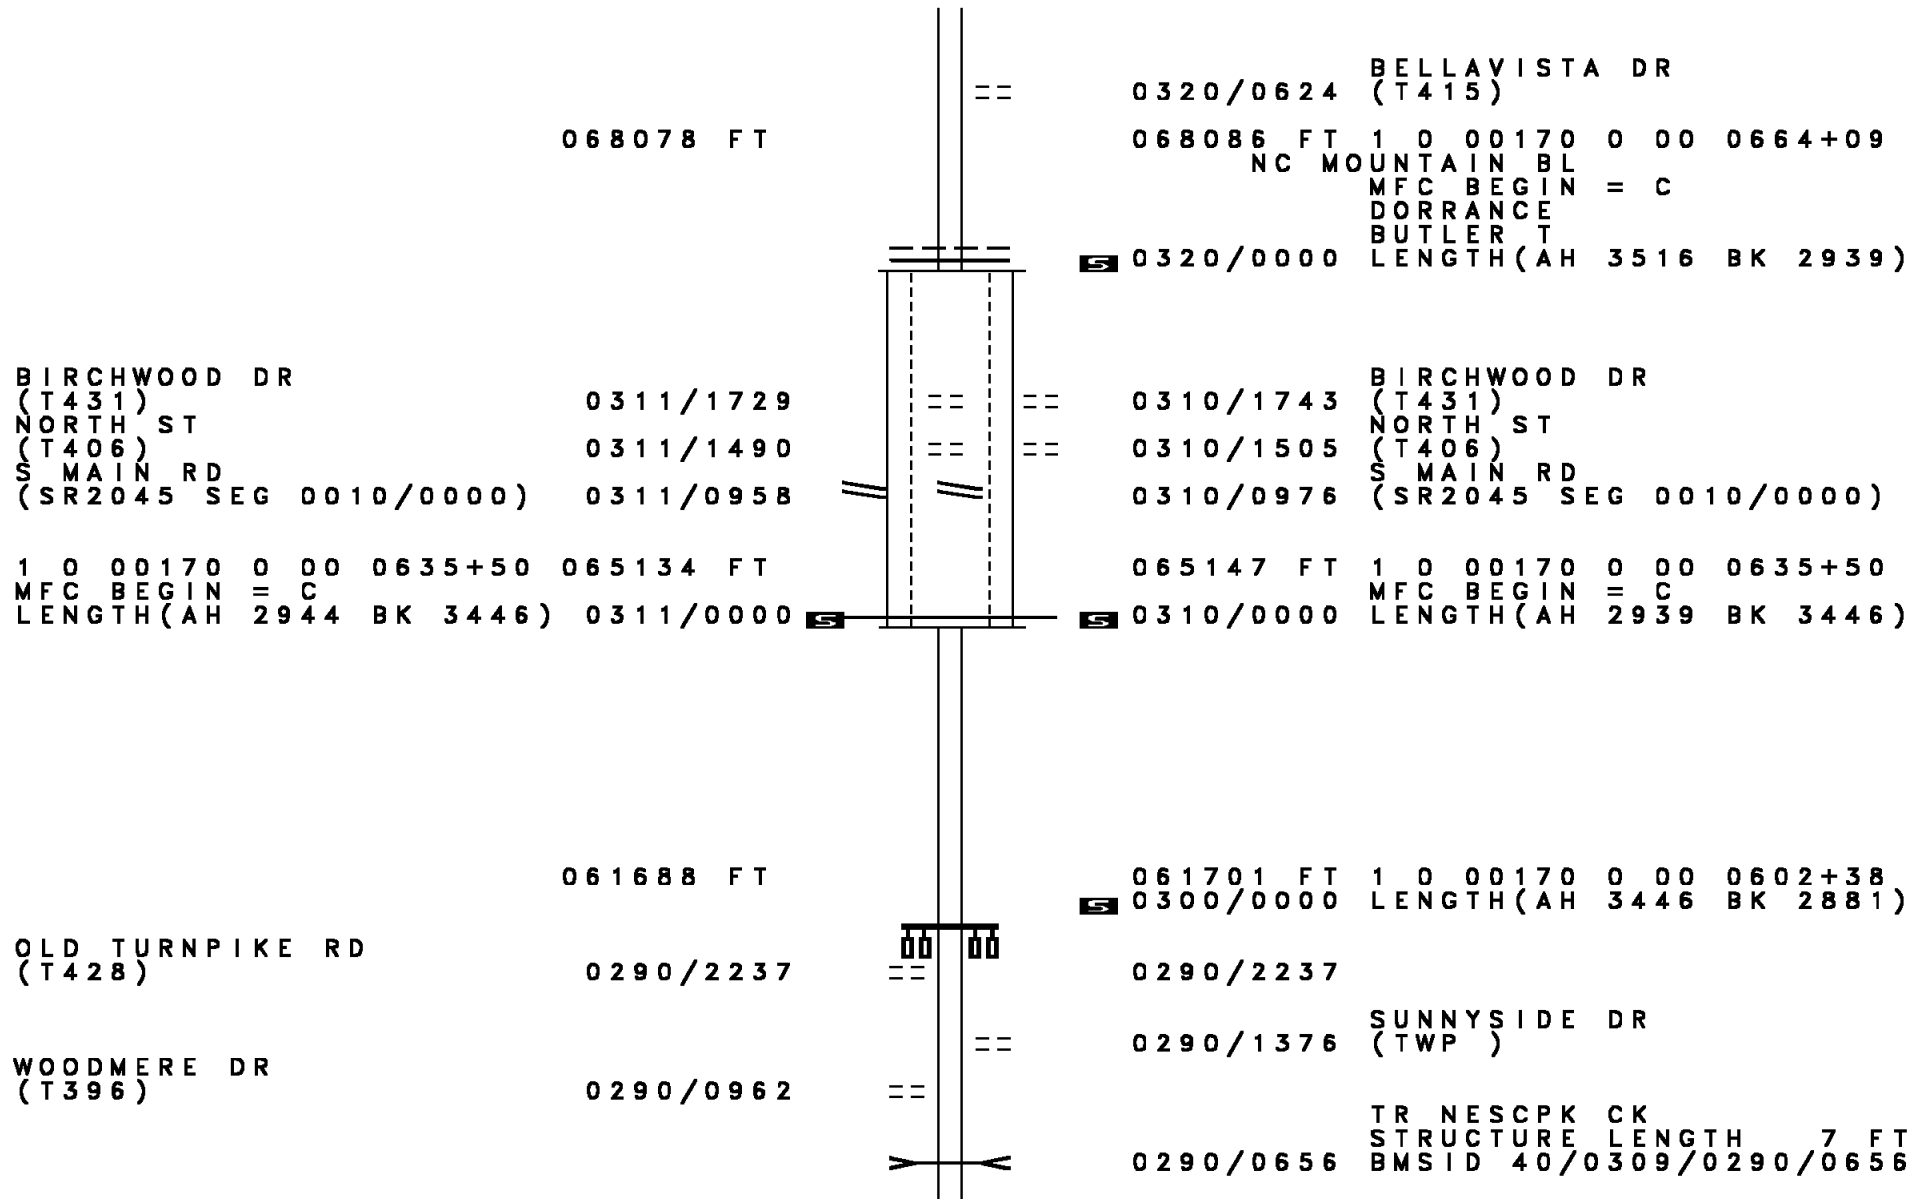 BELLAVISTA DR
0320/0624 (T415)
068078 FT 068086 FT 1 0 00170 0 00 0664+09
NC MOUNTAIN BL
MFC BEGIN = C
DORRANCE
BUTLER T
S 0320/0000 LENGTH(AH 3516 BK 2939)
BIRCHWOOD DR BIRCHWOOD DR
(T431) 0311/1729 0310/1743 (T431)
NORTH ST NORTH ST
(T406) 0311/1490 0310/1505 (T406)
S MAIN RD S MAIN RD
(SR2045 SEG 0010/0000) 0311/0958 0310/0976 (SR2045 SEG 0010/0000)
1 0 00170 0 00 0635+50 065134 FT 065147 FT 1 0 00170 0 00 0635+50
MFC BEGIN = C MFC BEGIN = C
LENGTH(AH 2944 BK 3446) 0311/0000 S S 0310/0000 LENGTH(AH 2939 BK 3446)
061688 FT 061701 FT 1 0 00170 0 00 0602+38
S 0300/0000 LENGTH(AH 3446 BK 2881)
OLD TURNPIKE RD
(T428) 0290/2237 0290/2237
SUNNYSIDE DR
0290/1376 (TWP )
WOODMERE DR
(T396) 0290/0962
TR NESCPK CK
STRUCTURE LENGTH 7 FT
0290/0656 BMSID 40/0309/0290/0656